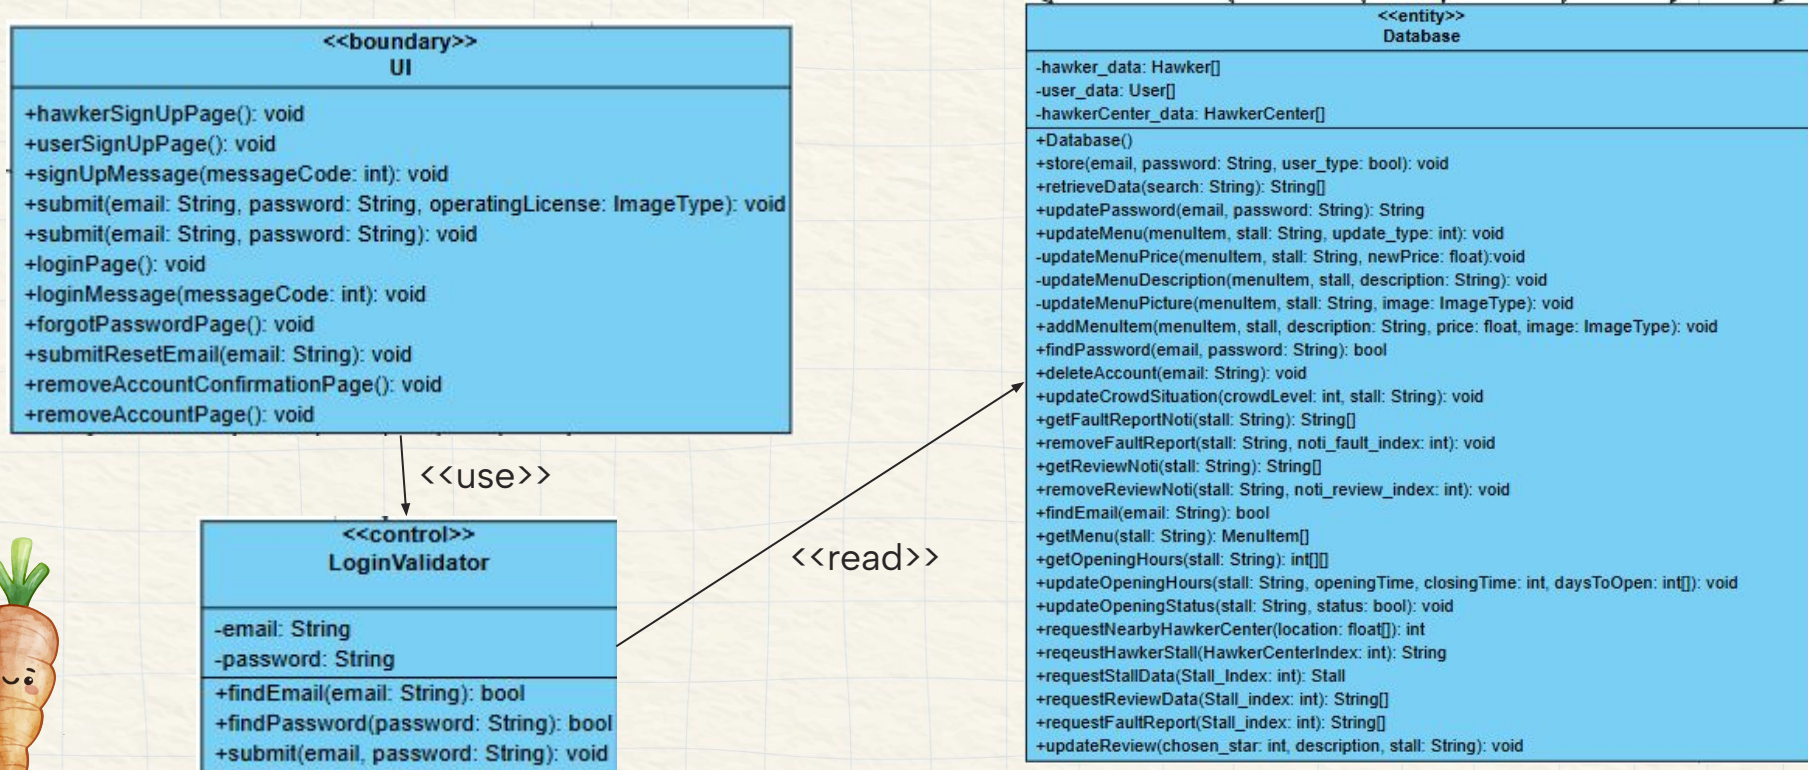 <<boundary>>
UI
+hawkerSignUpPage(): void
+userSignUpPage(): void
+signUpMessage(messageCode: int): void
+submit(email: String, password: String, operatingLicense: ImageType): void
+submit(email: String, password: String): void
+loginPage(): void
+loginMessage(messageCode: int): void
+forgotPasswordPage(): void
+submitResetEmail(email: String): void
+removeAccountConfirmationPage(): void
+removeAccountPage(): void
<<use>>
<<control>>
LoginValidator
-email: String
-password: String
+findEmail(email: String): bool
+findPassword(password: String): bool
+submit(email, password: String): void
<<read>>
<<entity>>
Database
-hawker_data: Hawker[]
-user_data: User[]
-hawkerCenter_data: HawkerCenter[]
+Database()
+store(email, password: String, user_type: bool): void
+retrieveData(search: String): String[]
+updatePassword(email, password: String): String
+updateMenu(menuItem, stall: String, update_type: int): void
-updateMenuPrice(menuItem, stall: String, newPrice: float):void
-updateMenuDescription(menuItem, stall, description: String): void
-updateMenuPicture(menuItem, stall: String, image: ImageType): void
+addMenuItem(menuItem, stall, description: String, price: float, image: ImageType): void
+findPassword(email, password: String): bool
+deleteAccount(email: String): void
+updateCrowdSituation(crowdLevel: int, stall: String): void
+getFaultReportNoti(stall: String): String[]
+removeFaultReport(stall: String, noti_fault_index: int): void
+getReviewNoti(stall: String): String[]
+removeReviewNoti(stall: String, noti_review_index: int): void
+findEmail(email: String): bool
+getMenu(stall: String): MenuItem[]
+getOpeningHours(stall: String): int[][]
+updateOpeningHours(stall: String, openingTime, closingTime: int, daysToOpen: int[]): void
+updateOpeningStatus(stall: String, status: bool): void
+requestNearbyHawkerCenter(location: float[]): int
+reqeustHawkerStall(HawkerCenterIndex: int): String
+requestStallData(Stall_Index: int): Stall
+requestReviewData(Stall_index: int): String[]
+requestFaultReport(Stall_index: int): String[]
+updateReview(chosen_star: int, description, stall: String): void